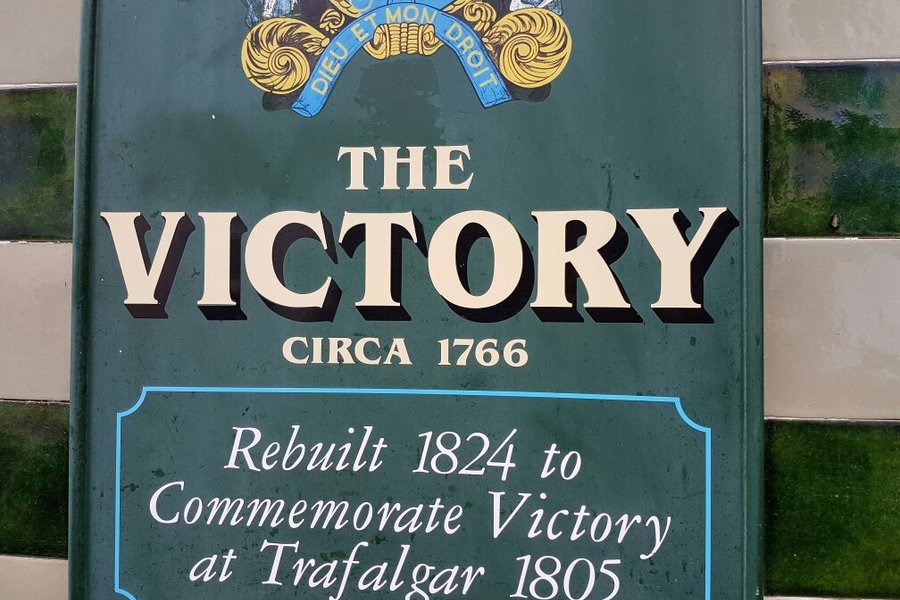 DIEU ET MON DROIT
THE
VICTORY
CIRCA 1766
Rebuilt 1824 to
Commemorate Victory
at Trafalgar 1805